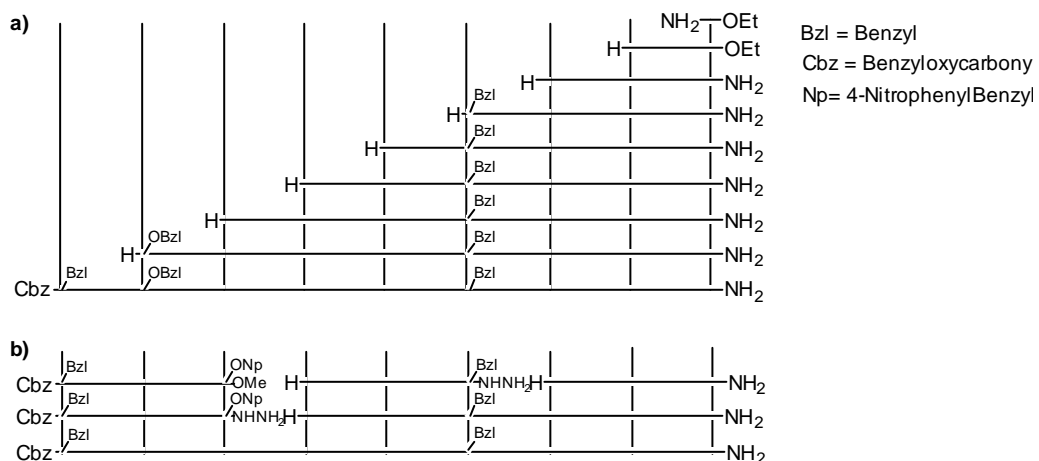 a)
NH2 OEt
Bzl = Benzyl
H OEt
Cbz = Benzyloxycarbony
H NH2
Np= 4-NitrophenylBenzyl
Bzl
H NH2
Bzl
H NH2
Bzl
H NH2
Bzl
H NH2
OBzl Bzl
H NH2
Bzl OBzl Bzl
Cbz NH2
b)
Bzl ONp Bzl
Cbz OMe H NHNH2 H NH2
Bzl ONp Bzl
Cbz NHNH2 H NH2
Bzl Bzl
Cbz NH2